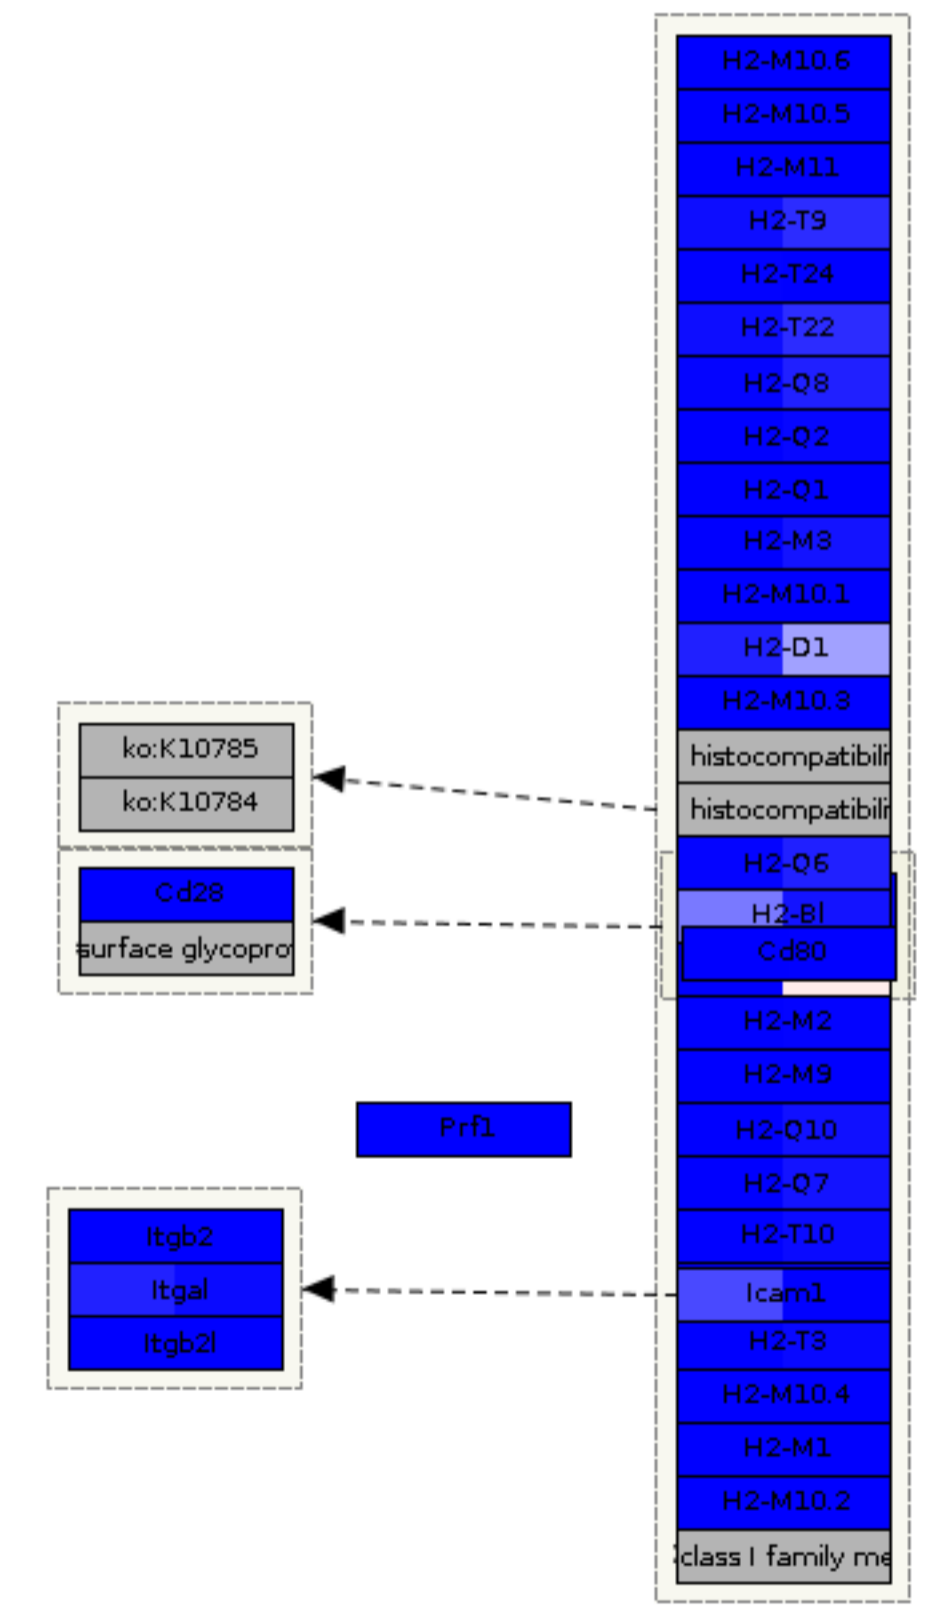 H2-M10.6
H2-M10.5
H2-M11
H2-T9
H2-T24
H2-T22
H2-Q8
H2-Q2
H2-Q1
H2-M3
H2-M10.1
H2-D1
H2-M10.3
histocompatibili
histocompatibili
H2-Q6
H2-Bl
Cd80
H2-M2
H2-M9
H2-Q10
H2-Q7
H2-T10
Icam1
H2-T3
H2-M10.4
H2-M1
H2-M10.2
class I family me
ko:K10785
ko:K10784
Cd28
surface glycopro
Prf1
Itgb2
Itgal
Itgb2l